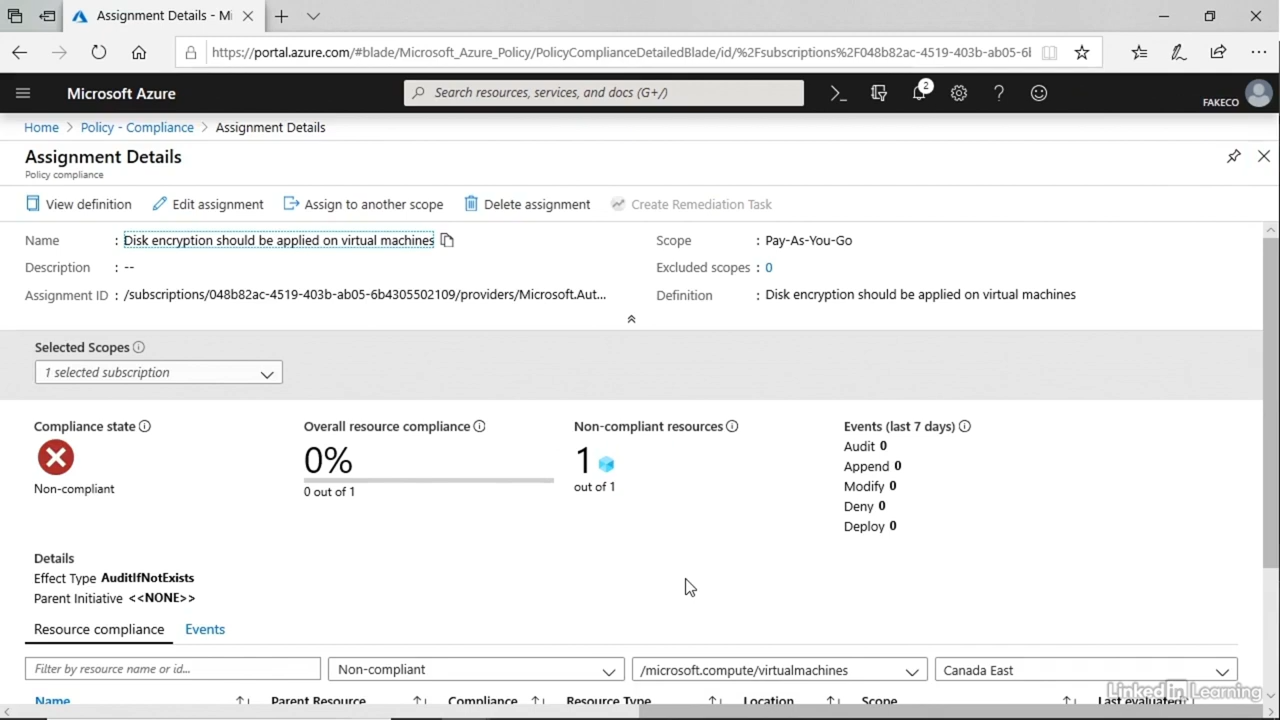 Assignment Details - Mi
https://portal.azure.com/#blade/Microsoft_Azure_Policy/PolicyComplianceDetailedBlade/id/%2Fsubscriptions%2F048b82ac-4519-403b-ab05-6b
Microsoft Azure
Search resources, services, and docs (G+/)
2
FAKECO
Home > Policy - Compliance > Assignment Details
Assignment Details
Policy compliance
View definition Edit assignment Assign to another scope Delete assignment Create Remediation Task
Name : Disk encryption should be applied on virtual machines
Scope : Pay-As-You-Go
Description : --
Excluded scopes : 0
Assignment ID : /subscriptions/048b82ac-4519-403b-ab05-6b4305502109/providers/Microsoft.Aut...
Definition : Disk encryption should be applied on virtual machines
Selected Scopes
1 selected subscription
Compliance state
Non-compliant
Overall resource compliance
0%
0 out of 1
Non-compliant resources
1
out of 1
Events (last 7 days)
Audit 0
Append 0
Modify 0
Deny 0
Deploy 0
Details
Effect Type AuditIfNotExists
Parent Initiative <<NONE>>
Resource compliance Events
Filter by resource name or id... Non-compliant /microsoft.compute/virtualmachines Canada East
Name Parent Resource Compliance Resource Type Location Scope Last evaluated
Linked in Learning